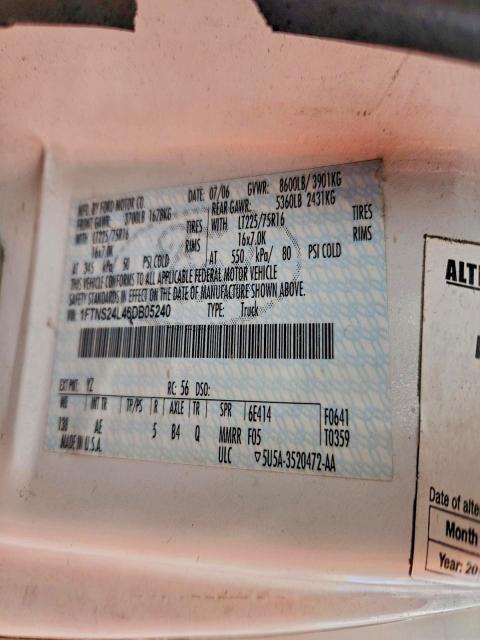 MFG. BY FORD MOTOR CO. DATE: 07/06 GVWR: 8600LB/ 3901KG
FRONT GAWR: 3700LB 1678KG REAR GAWR: 5360LB 2431KG
WITH TIRES WITH TIRES
LT225/75R16 RIMS LT225/75R16 RIMS
16x7.0K 16x7.0K
AT 345 kPa/ 50 PSI COLD AT 550 kPa/ 80 PSI COLD
THIS VEHICLE CONFORMS TO ALL APPLICABLE FEDERAL MOTOR VEHICLE
SAFETY STANDARDS IN EFFECT ON THE DATE OF MANUFACTURE SHOWN ABOVE.
VIN: 1FTNS24L46DB05240 TYPE: Truck
EXT PNT: YZ RC: 56 DSO:
WB INT TR TP/PS R AXLE TR SPR 6E414 F0641
138 AE 5 B4 Q MMRR F05 T0359
MADE IN U.S.A. ULC ▽5U5A-3520472-AA
Date of alte
Month
Year: 20